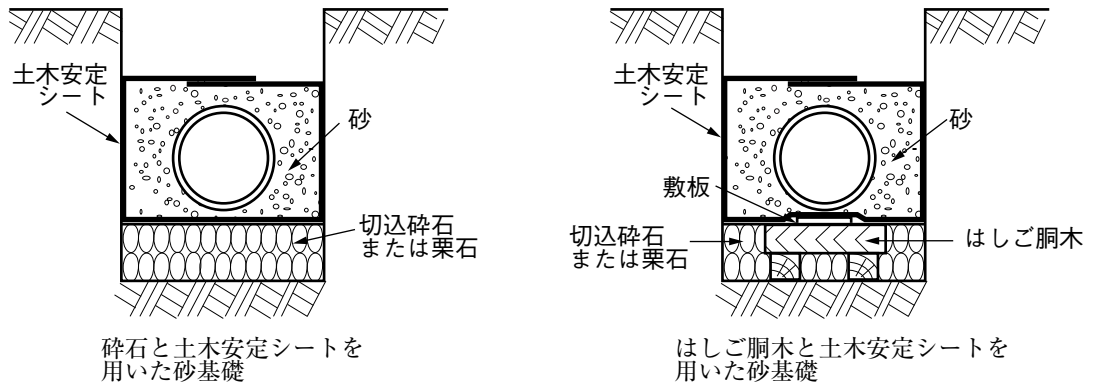 土木安定
シート
砂
切込砕石
または栗石
砕石と土木安定シートを
用いた砂基礎
土木安定
シート
砂
敷板
切込砕石
または栗石
はしご胴木
はしご胴木と土木安定シートを
用いた砂基礎